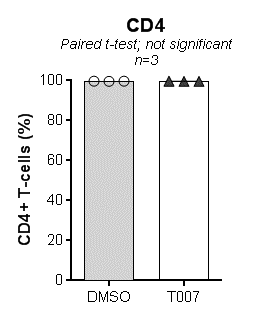 CD4
Paired t-test; not significant
n=3
CD4+ T-cells (%)
100
80
60
40
20
0
DMSO T007